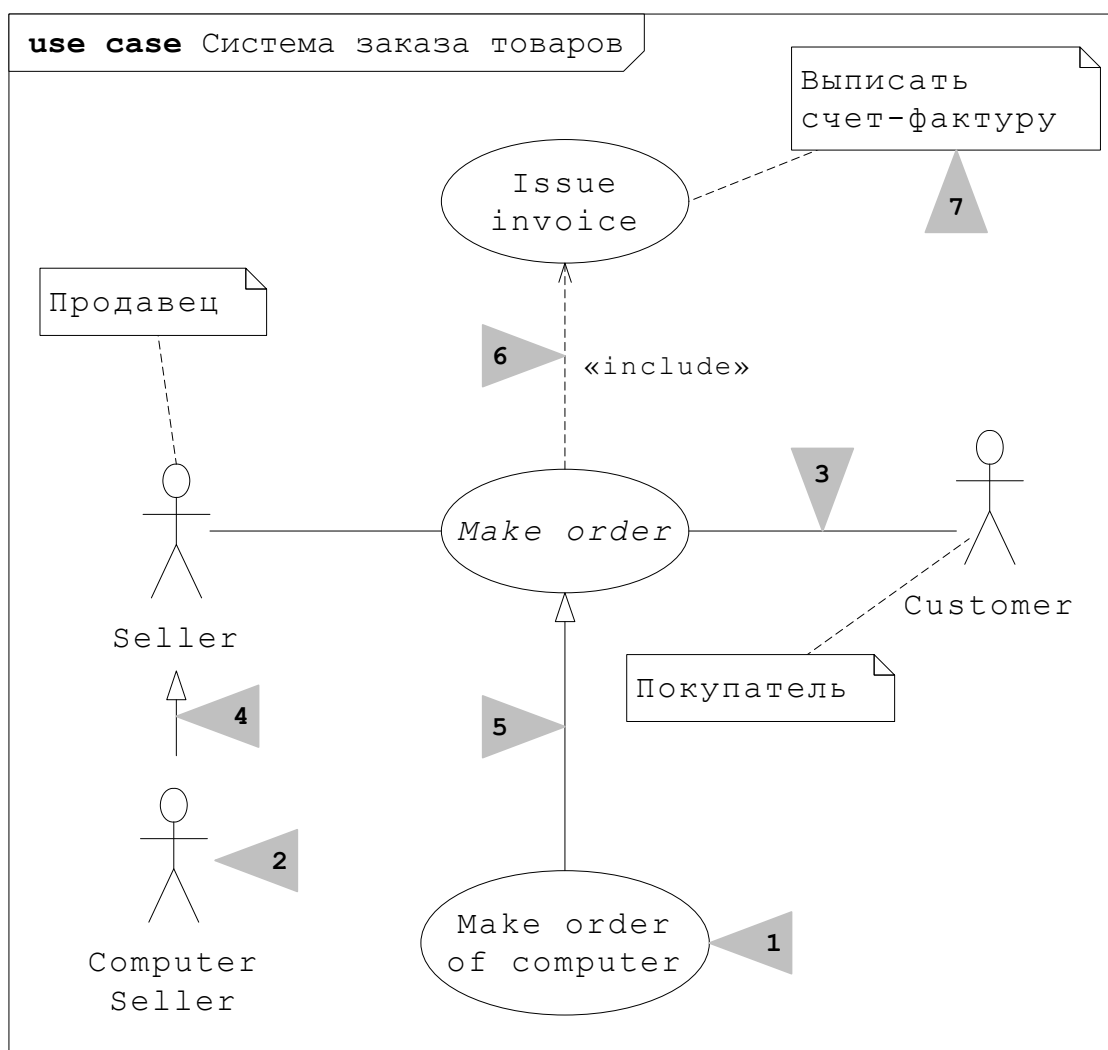 use case Система заказа товаров
Выписать
счет-фактуру
7
Issue
invoice
Продавец
6
«include»
3
Make order
Seller
Customer
Покупатель
4
5
2
1
Make order
of computer
Computer
Seller